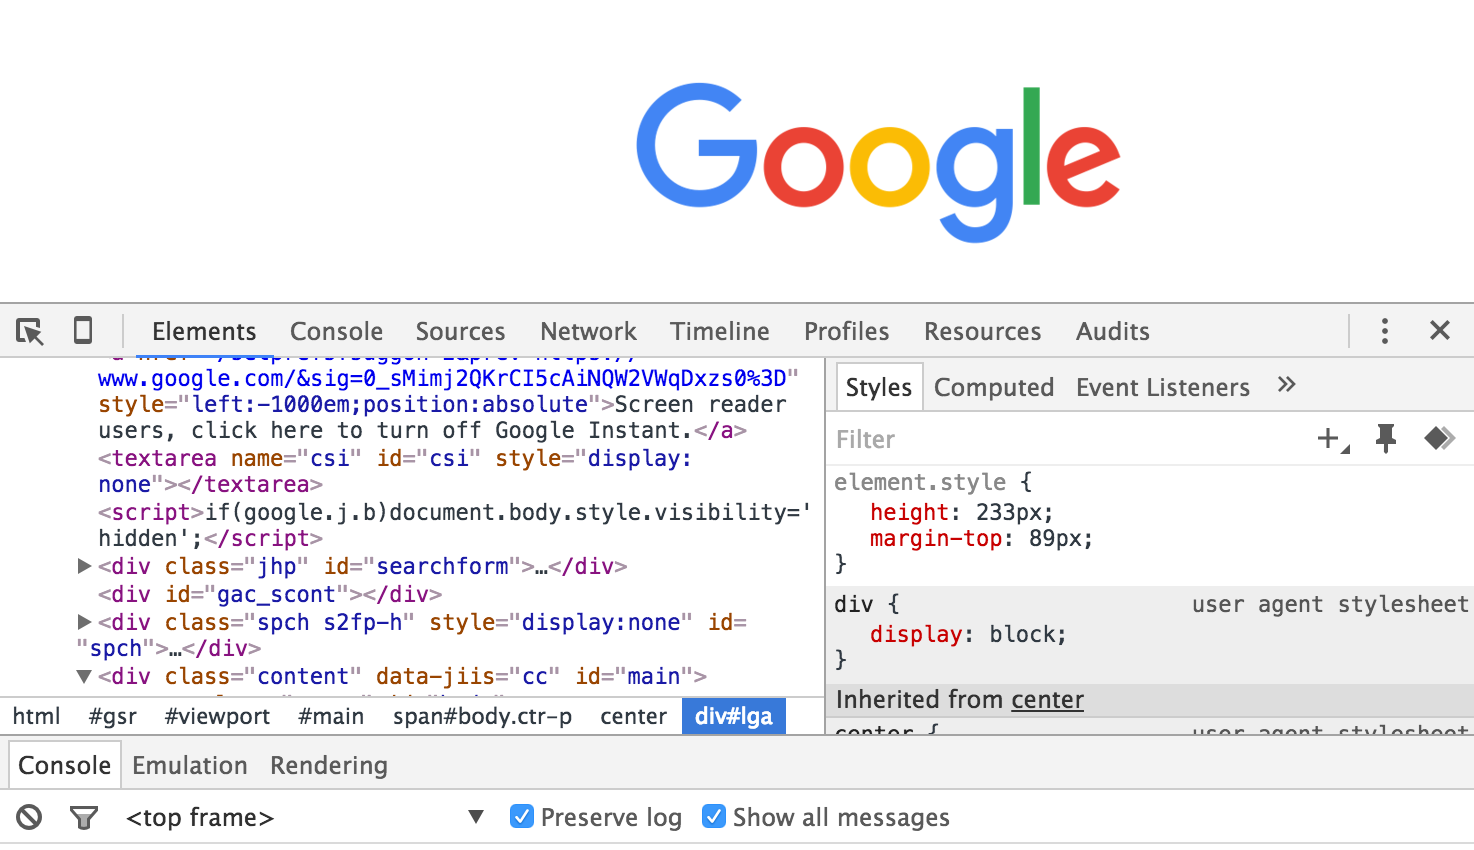 Google
Elements Console Sources Network Timeline Profiles Resources Audits
www.google.com/&sig=0_sMimj2QKrCI5cAiNQW2VWqDxzs0%3D"
style="left:-1000em;position:absolute">Screen reader
users, click here to turn off Google Instant.</a>
<textarea name="csi" id="csi" style="display:
none"></textarea>
<script>if(google.j.b)document.body.style.visibility='
hidden';</script>
▶<div class="jhp" id="searchform">…</div>
<div id="gac_scont"></div>
▶<div class="spch s2fp-h" style="display:none" id=
"spch">…</div>
▼<div class="content" data-jiis="cc" id="main">
html #gsr #viewport #main span#body.ctr-p center div#lga
Styles Computed Event Listeners »
Filter
element.style {
height: 233px;
margin-top: 89px;
}
div { user agent stylesheet
display: block;
}
Inherited from center
center { user agent stylesheet
Console Emulation Rendering
<top frame> ▼ Preserve log Show all messages